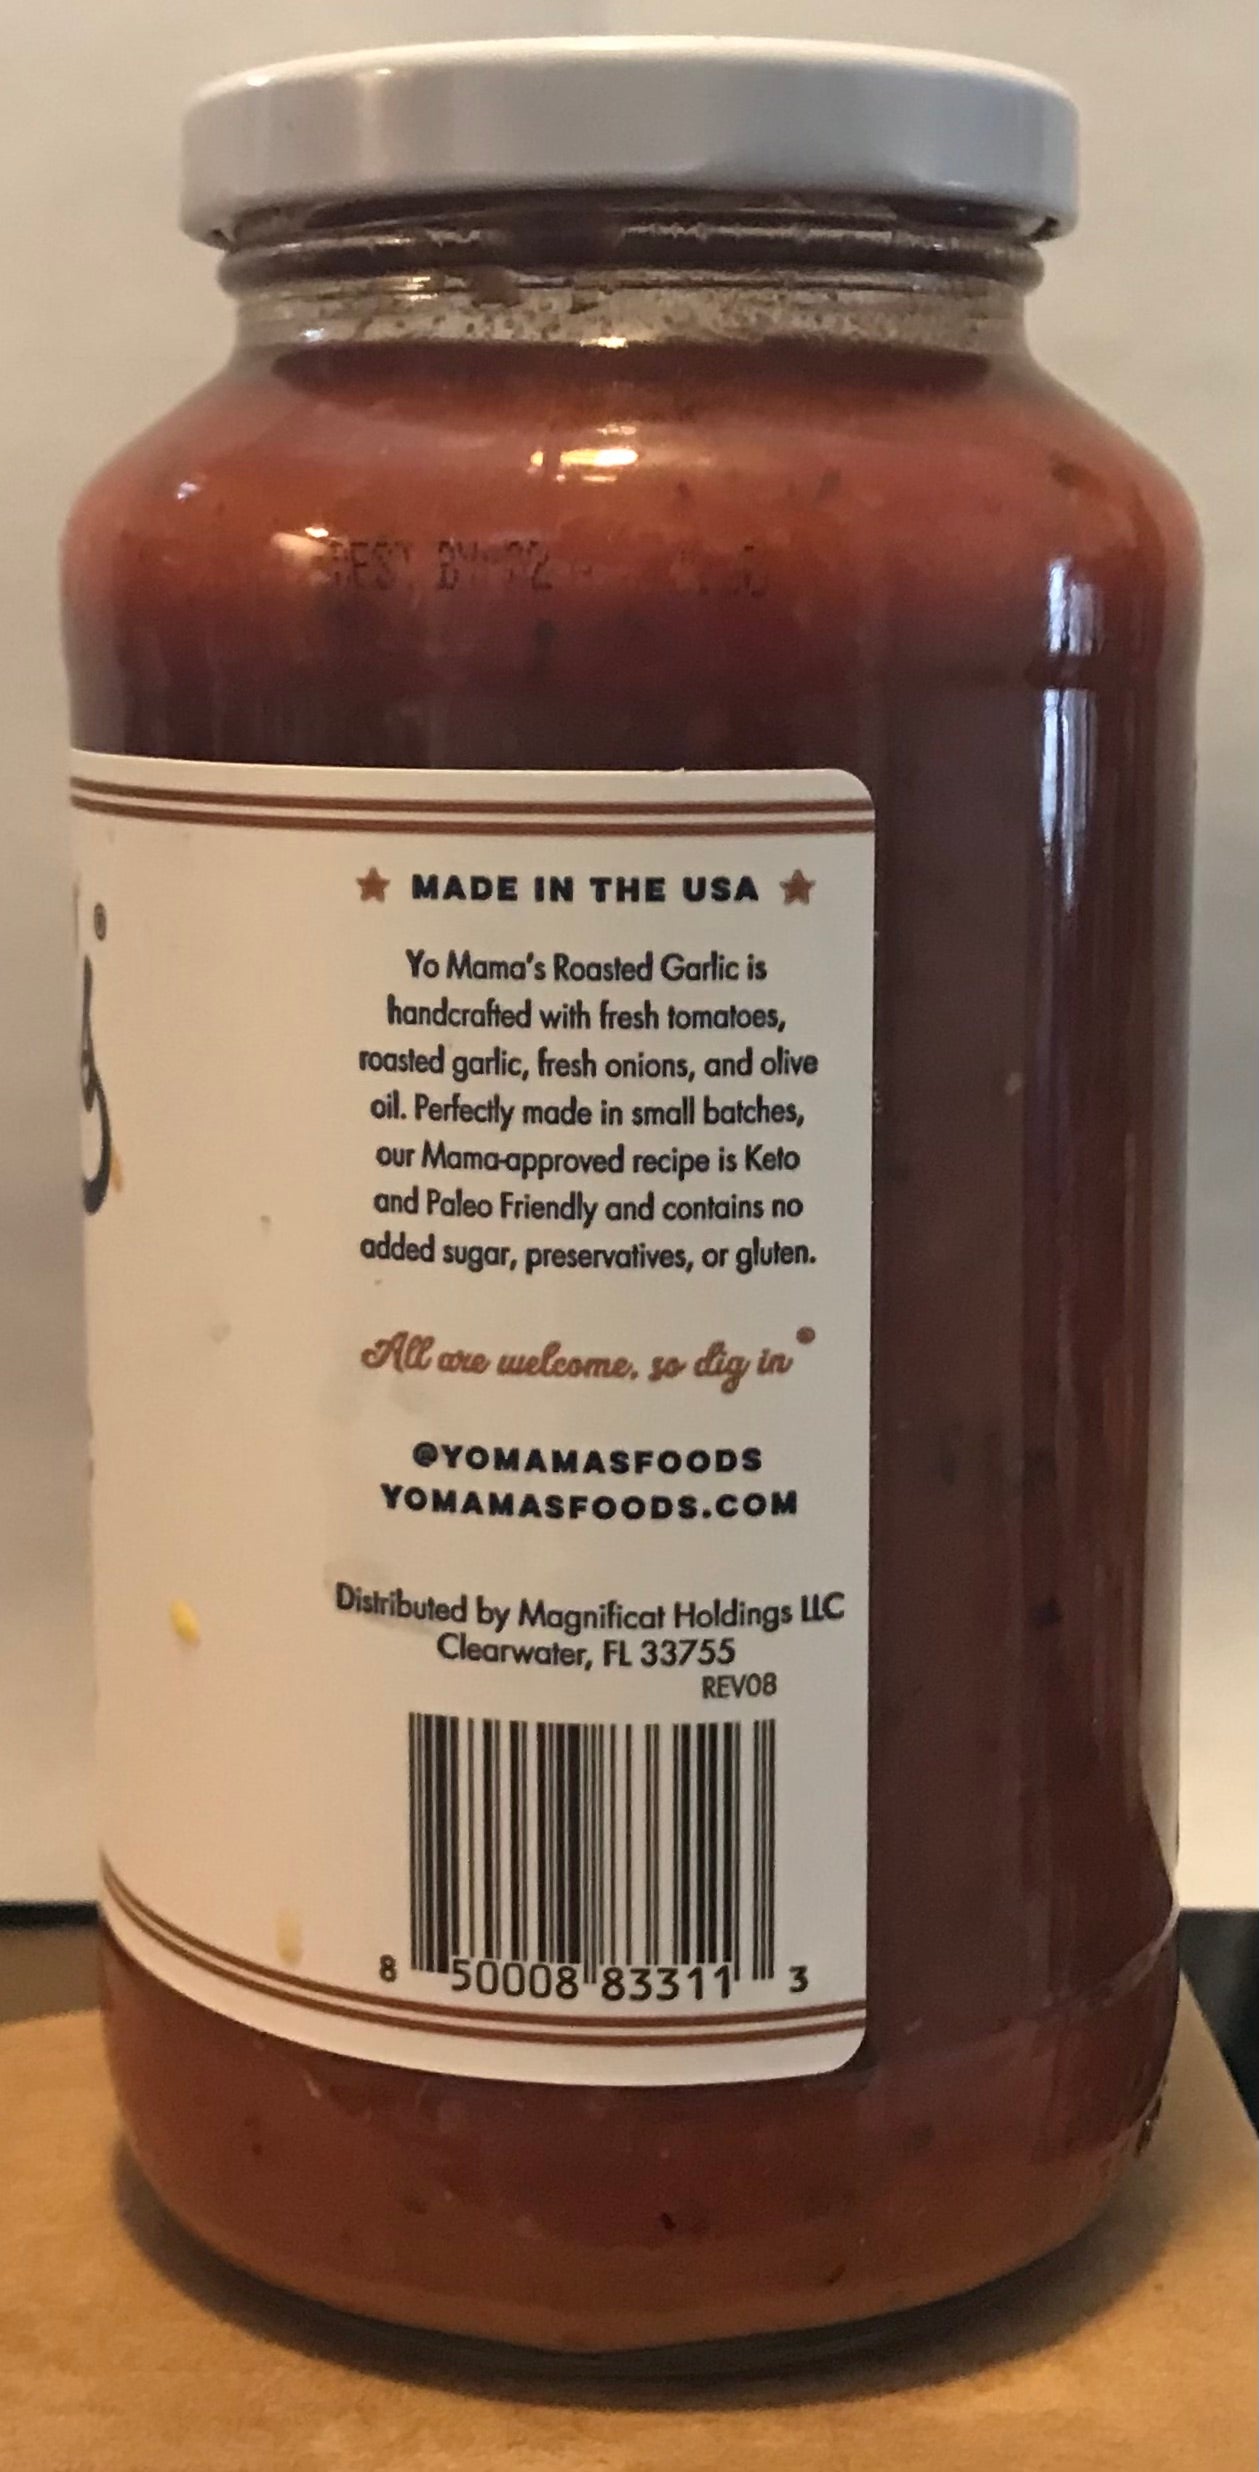 BEST BY
®
★ MADE IN THE USA ★
Yo Mama's Roasted Garlic is
handcrafted with fresh tomatoes,
roasted garlic, fresh onions, and olive
oil. Perfectly made in small batches,
our Mama-approved recipe is Keto
and Paleo Friendly and contains no
added sugar, preservatives, or gluten.
All are welcome, so dig in®
@YOMAMASFOODS
YOMAMASFOODS.COM
Distributed by Magnificat Holdings LLC
Clearwater, FL 33755
REV08
8 50008 83311 3